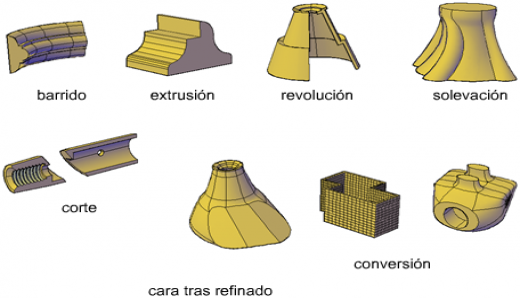 barrido
extrusión
revolución
solevación
corte
conversión
cara tras refinado